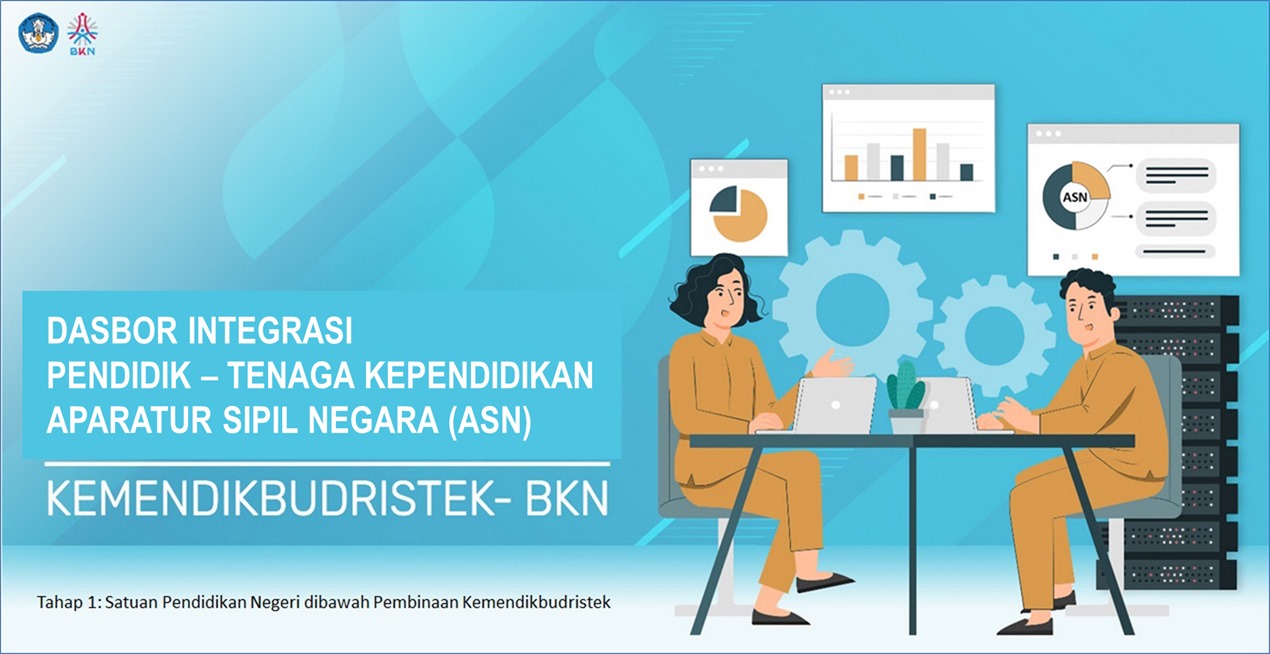 BKN
DASBOR INTEGRASI
PENDIDIK – TENAGA KEPENDIDIKAN
APARATUR SIPIL NEGARA (ASN)
KEMENDIKBUDRISTEK- BKN
Tahap 1: Satuan Pendidikan Negeri dibawah Pembinaan Kemendikbudristek
ASN